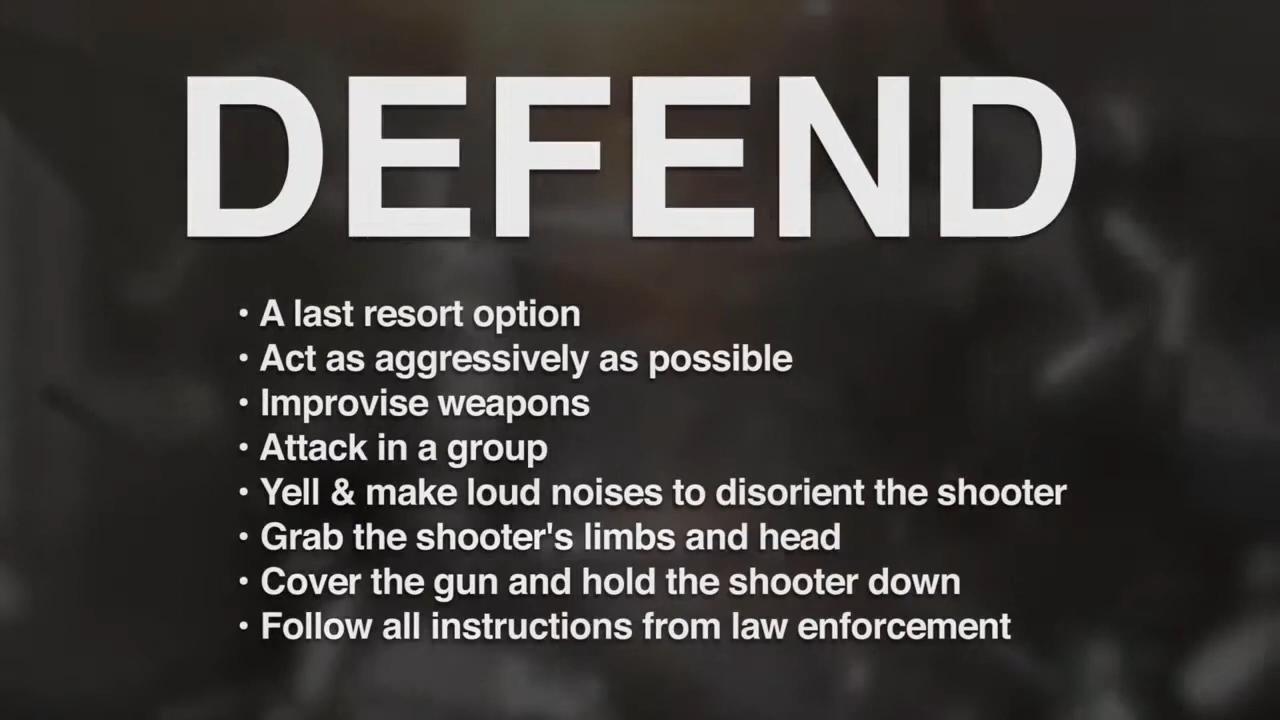 DEFEND
• A last resort option
• Act as aggressively as possible
• Improvise weapons
• Attack in a group
• Yell & make loud noises to disorient the shooter
• Grab the shooter's limbs and head
• Cover the gun and hold the shooter down
• Follow all instructions from law enforcement